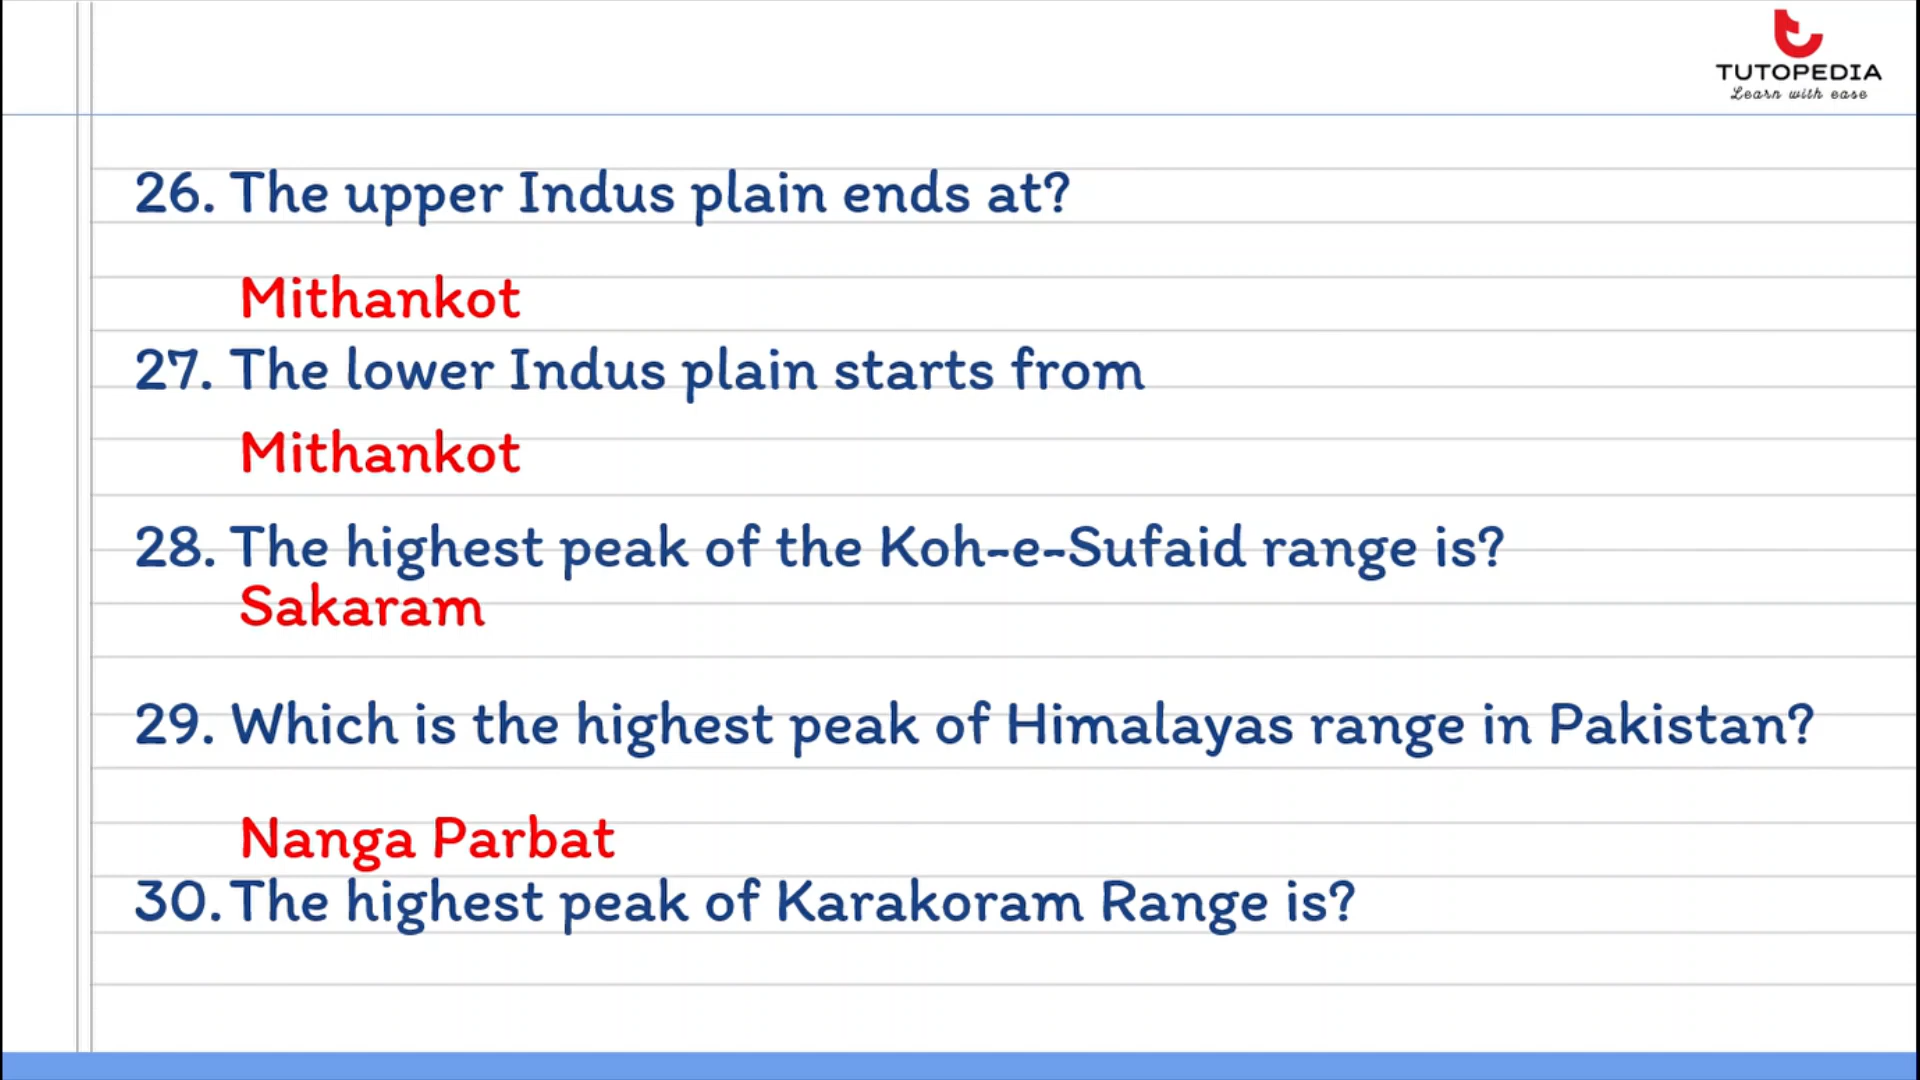 TUTOPEDIA
Learn with ease
26. The upper Indus plain ends at?
Mithankot
27. The lower Indus plain starts from
Mithankot
28. The highest peak of the Koh-e-Sufaid range is?
Sakaram
29. Which is the highest peak of Himalayas range in Pakistan?
Nanga Parbat
30. The highest peak of Karakoram Range is?